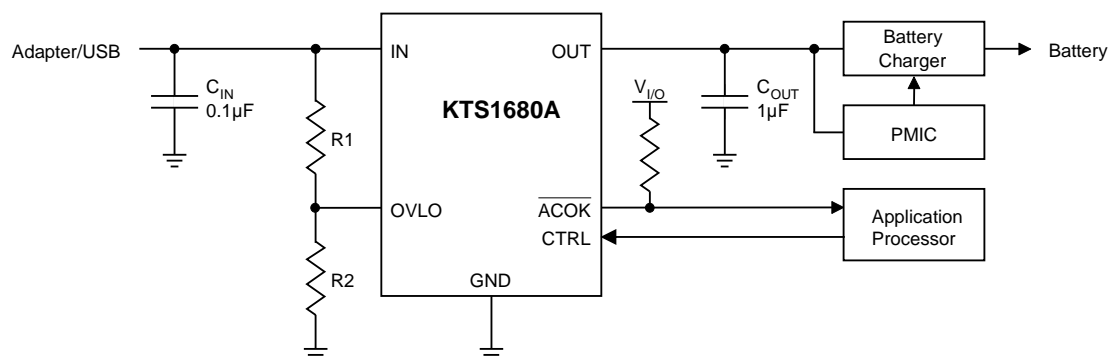 Adapter/USB
IN
OUT
Battery
Charger
Battery
C_IN
0.1µF
KTS1680A
V_I/O
C_OUT
1µF
PMIC
R1
OVLO
A̅C̅O̅K̅
CTRL
Application
Processor
R2
GND